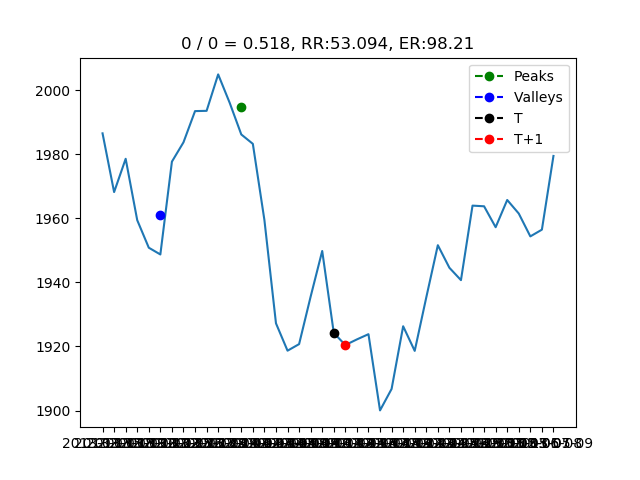 0 / 0 = 0.518, RR:53.094, ER:98.21
Peaks
Valleys
T
T+1
2000
1980
1960
1940
1920
1900